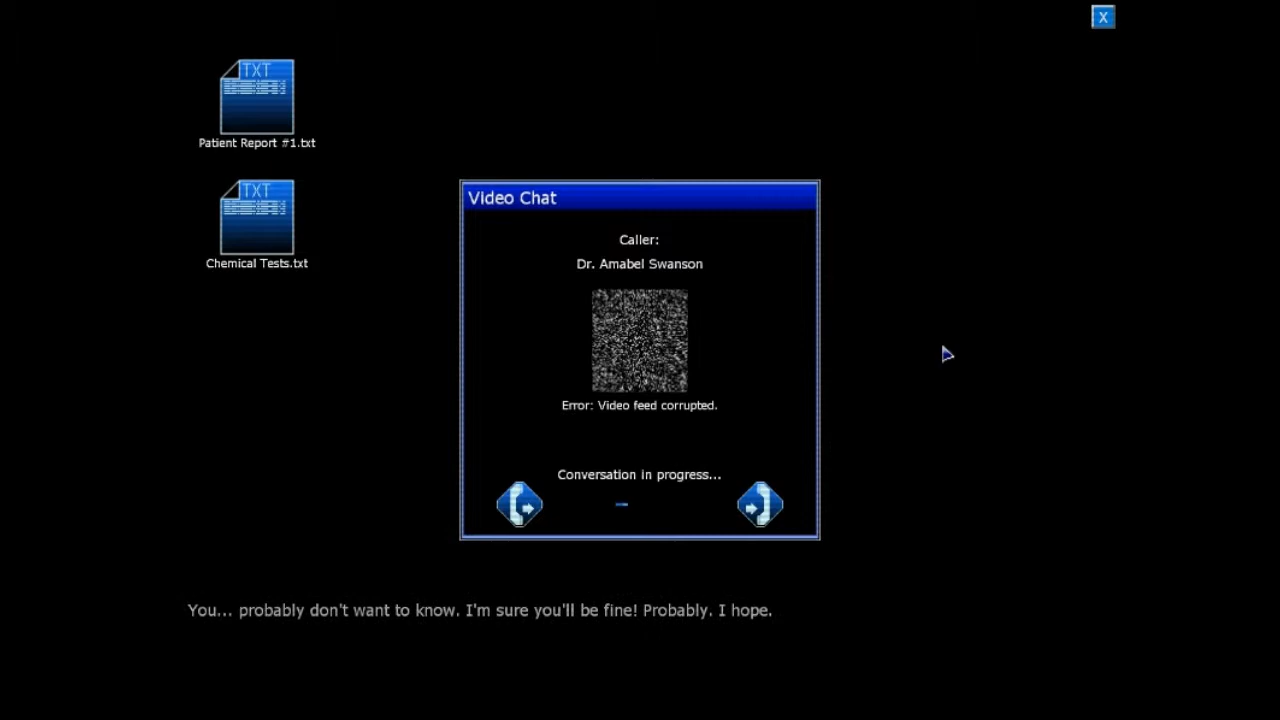 X
TXT
Patient Report #1.txt
TXT
Chemical Tests.txt
Video Chat
Caller:
Dr. Amabel Swanson
Error: Video feed corrupted.
Conversation in progress...
You... probably don't want to know. I'm sure you'll be fine! Probably. I hope.